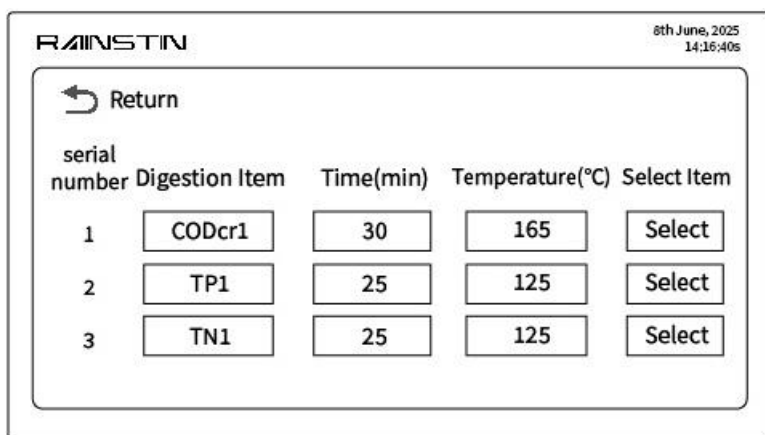 RAINSTIN
8th June, 2025
14:16:40s
Return
serial
number Digestion Item Time(min) Temperature(°C) Select Item
1 CODcr1 30 165 Select
2 TP1 25 125 Select
3 TN1 25 125 Select